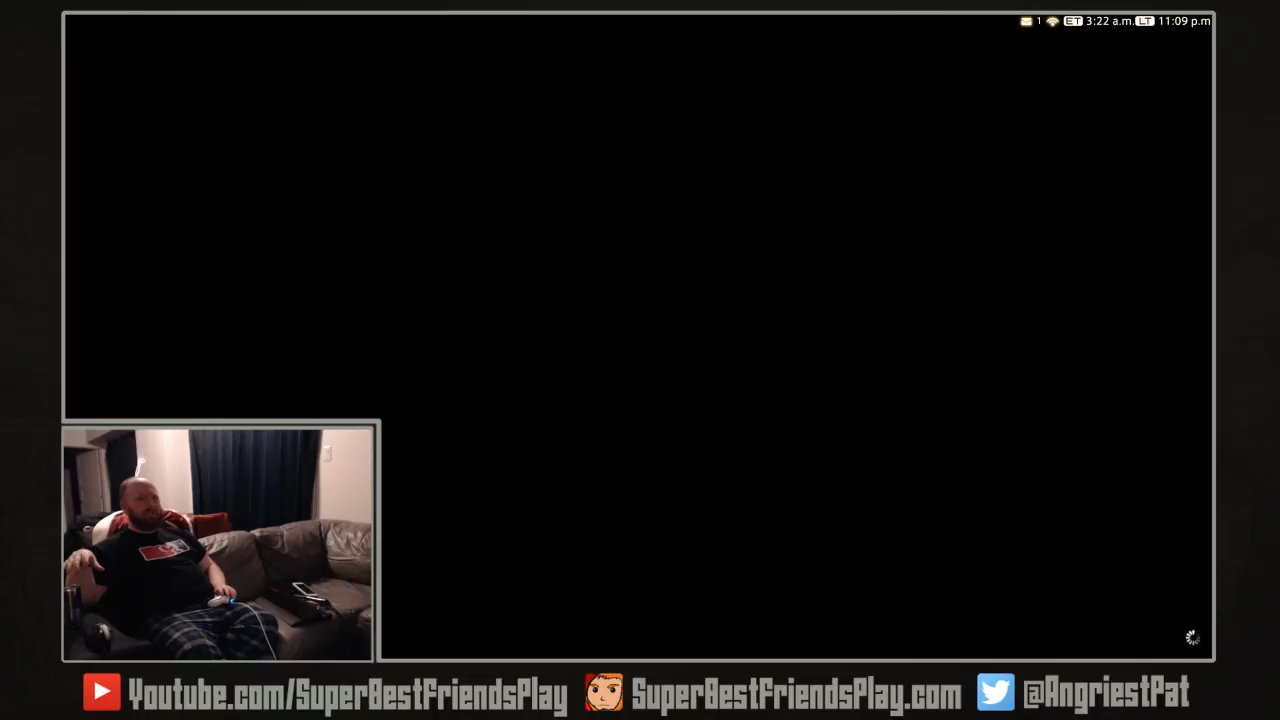 1 ET 3:22 a.m. LT 11:09 p.m
Youtube.com/SuperBestFriendsPlay SuperBestFriendsPlay.com @AngriestPat